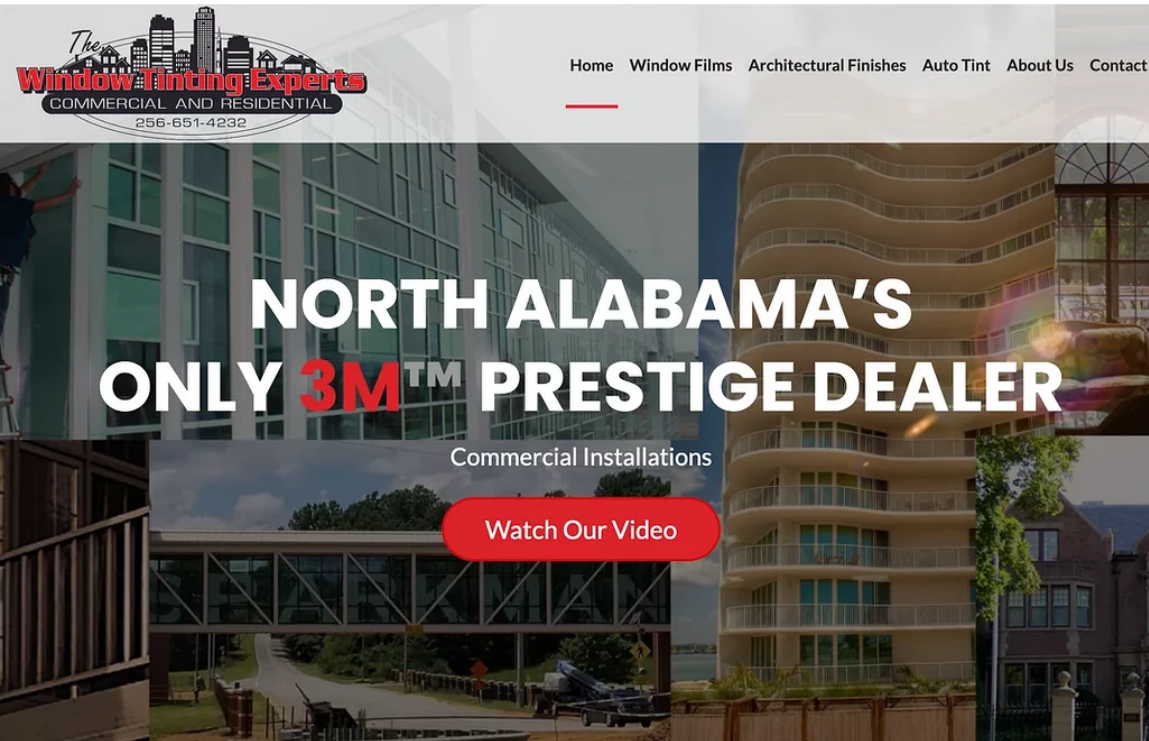 The
Window Tinting Experts
COMMERCIAL AND RESIDENTIAL
256-651-4232
Home Window Films Architectural Finishes Auto Tint About Us Contact
NORTH ALABAMA’S
ONLY 3M™ PRESTIGE DEALER
Commercial Installations
Watch Our Video
SPARKMAN